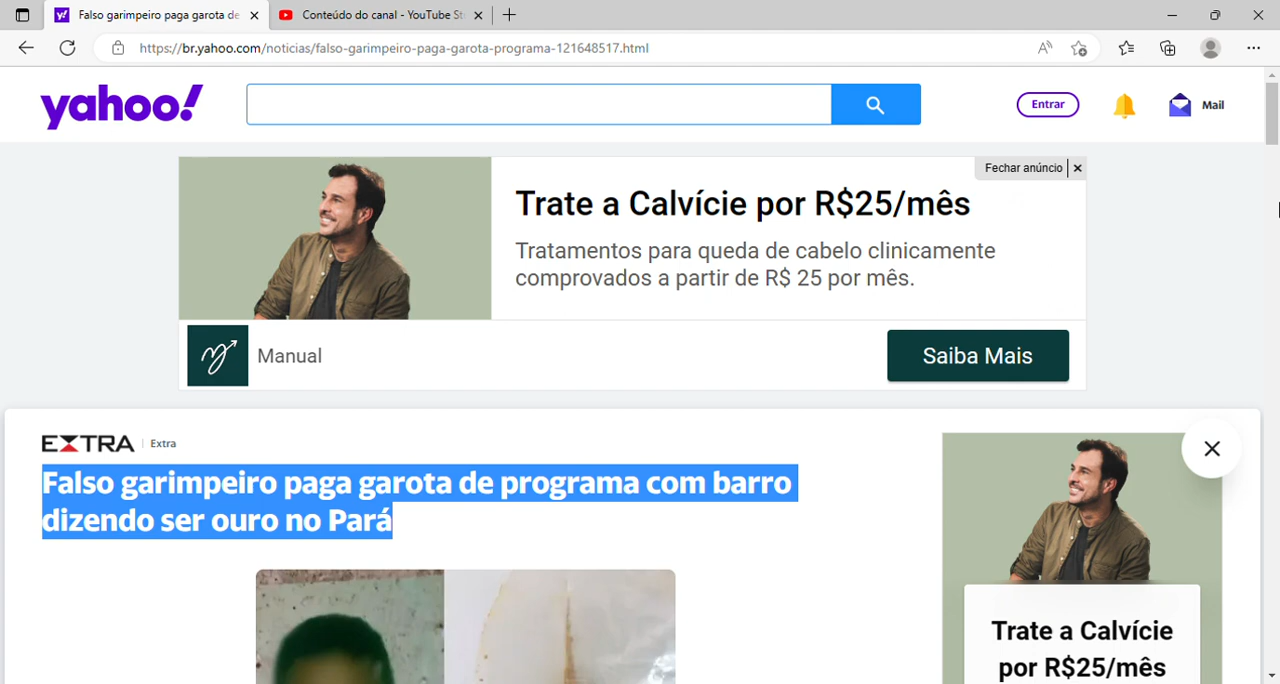 Falso garimpeiro paga garota de
Conteúdo do canal - YouTube St
https://br.yahoo.com/noticias/falso-garimpeiro-paga-garota-programa-121648517.html
yahoo!
Entrar
Mail
Fechar anúncio
Trate a Calvície por R$25/mês
Tratamentos para queda de cabelo clinicamente
comprovados a partir de R$ 25 por mês.
Manual
Saiba Mais
EXTRA
Extra
Falso garimpeiro paga garota de programa com barro
dizendo ser ouro no Pará
Trate a Calvície
por R$25/mês